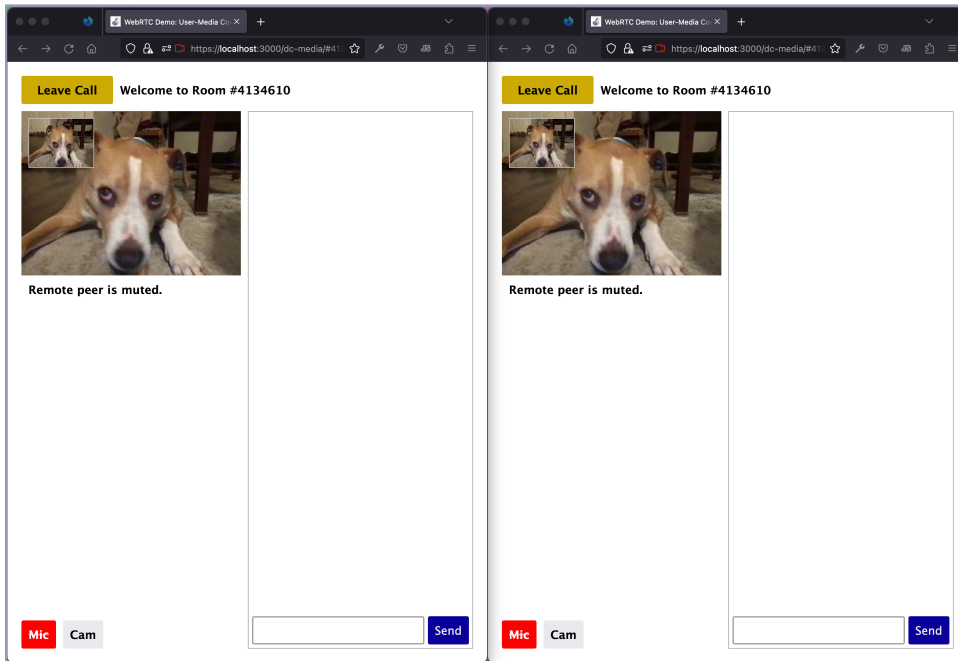 WebRTC Demo: User-Media Co
https://localhost:3000/dc-media/#413
Leave Call
Welcome to Room #4134610
Remote peer is muted.
Mic
Cam
Send
WebRTC Demo: User-Media Co
https://localhost:3000/dc-media/#41
Leave Call
Welcome to Room #4134610
Remote peer is muted.
Mic
Cam
Send